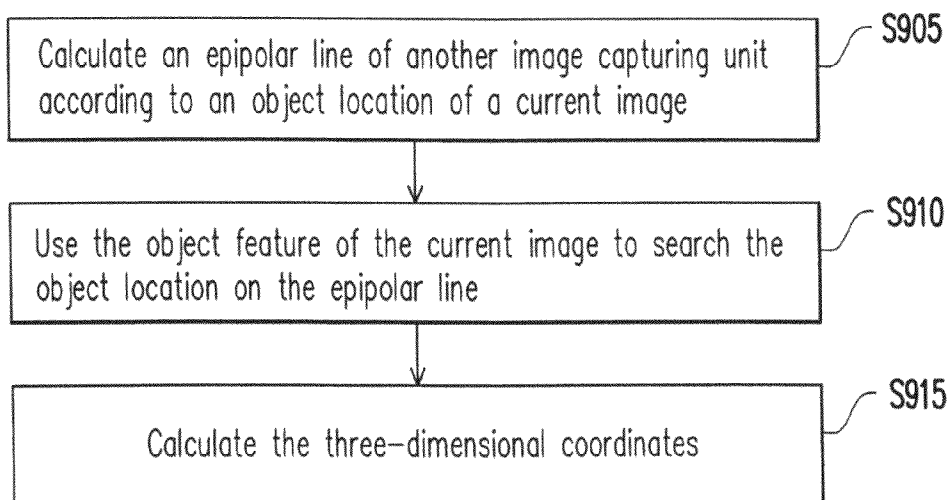 Calculate an epipolar line of another image capturing unit
according to an object location of a current image
S905
Use the object feature of the current image to search the
object location on the epipolar line
S910
Calculate the three-dimensional coordinates
S915